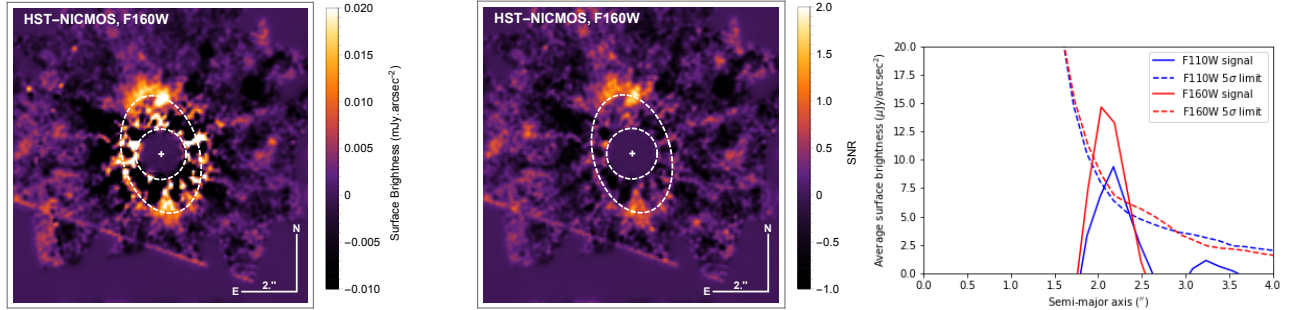 HST−NICMOS, F160W
N
E
2."
0.020
0.015
0.010
0.005
0
−0.005
−0.010
Surface Brightness (mJy. arcsec⁻²)
HST−NICMOS, F160W
N
E
2."
2.0
1.5
1.0
0.5
0
−0.5
−1.0
SNR
20.0
17.5
15.0
12.5
10.0
7.5
5.0
2.5
0.0
Average surface brightness (μJy/arcsec²)
F110W signal
F110W 5σ limit
F160W signal
F160W 5σ limit
0.0 0.5 1.0 1.5 2.0 2.5 3.0 3.5 4.0
Semi-major axis (″)